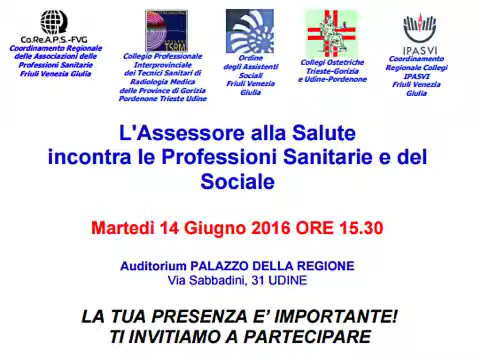 Co.Re.A.P.S.-FVG
Coordinamento Regionale
delle Associazioni delle
Professioni Sanitarie
Friuli Venezia Giulia
TSRM
Collegio Professionale
Interprovinciale
dei Tecnici Sanitari di
Radiologia Medica
delle Province di Gorizia
Pordenone Trieste Udine
Ordine
degli Assistenti
Sociali
Friuli Venezia
Giulia
Collegi Ostetriche
Trieste-Gorizia
e Udine-Pordenone
IPASVI
Coordinamento
Regionale Collegi
IPASVI
Friuli Venezia
Giulia
L'Assessore alla Salute
incontra le Professioni Sanitarie e del
Sociale
Martedì 14 Giugno 2016 ORE 15.30
Auditorium PALAZZO DELLA REGIONE
Via Sabbadini, 31 UDINE
LA TUA PRESENZA E' IMPORTANTE!
TI INVITIAMO A PARTECIPARE